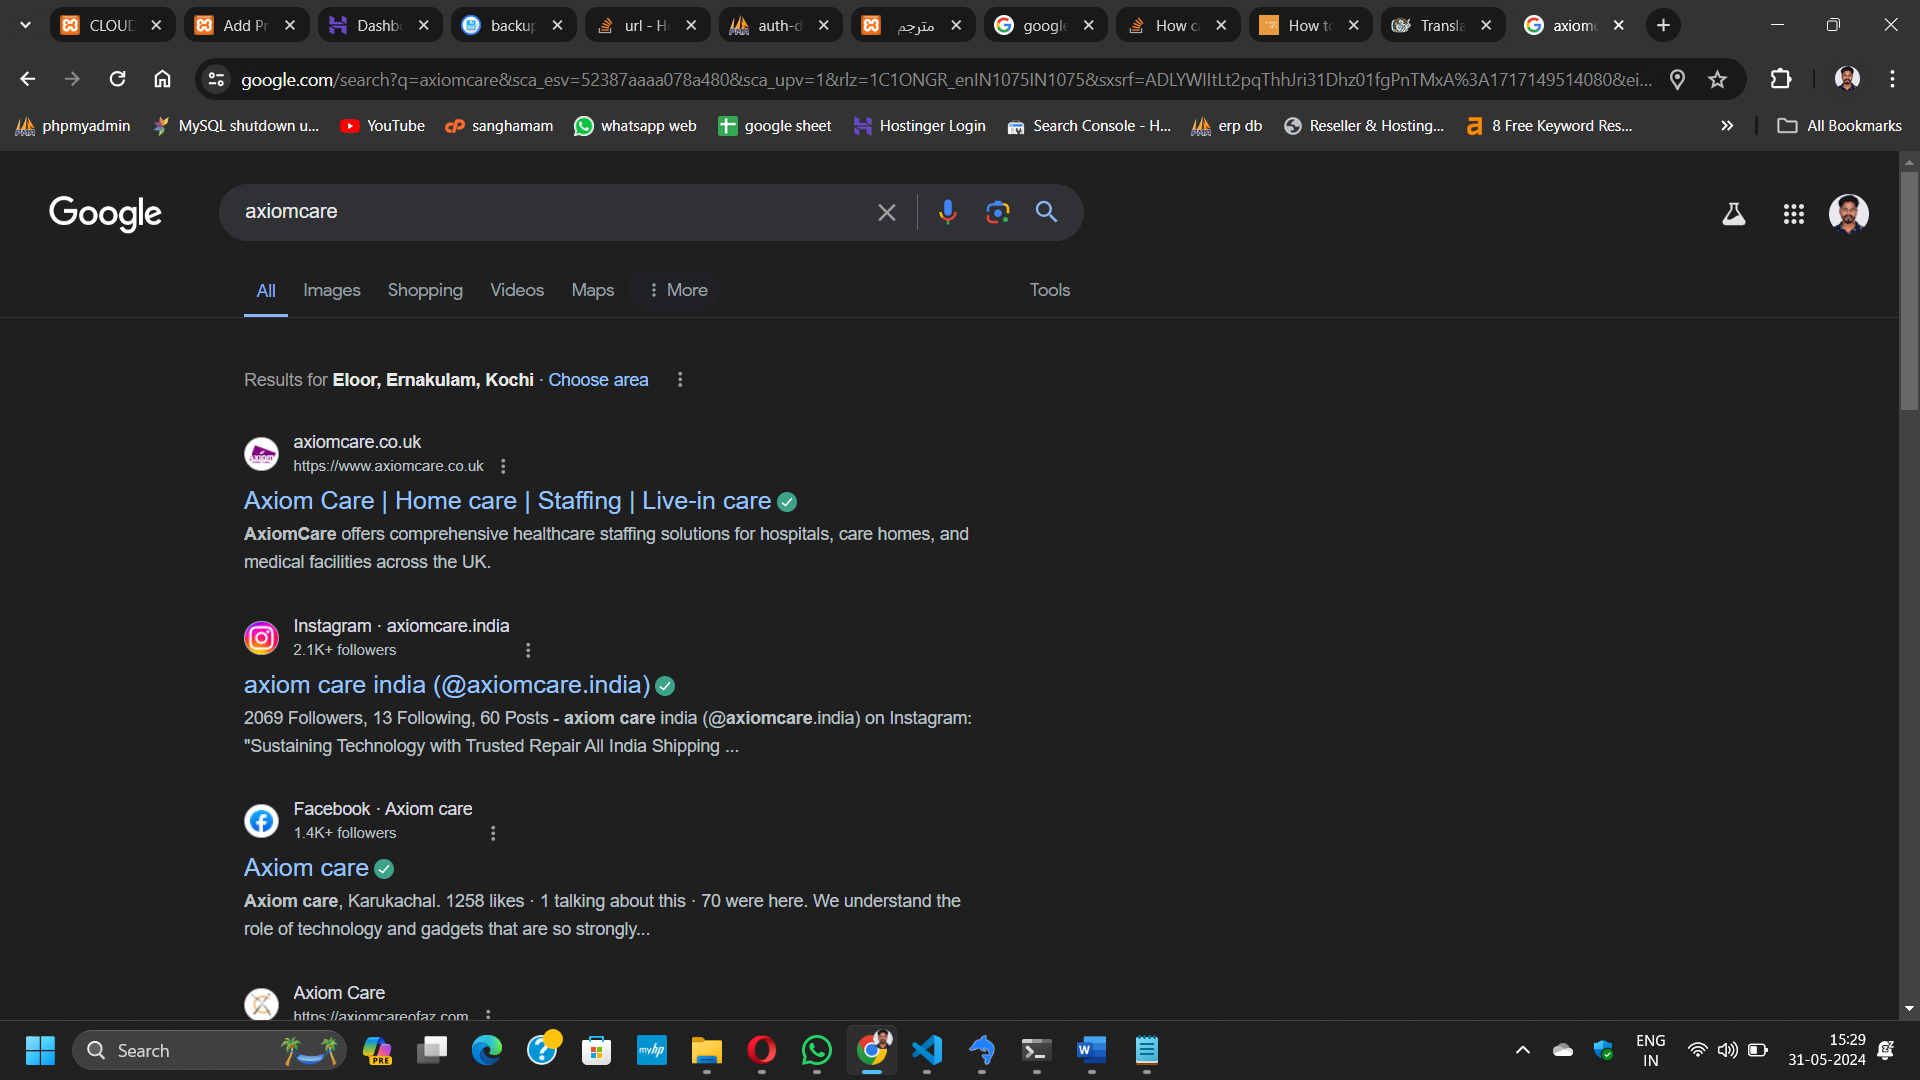 CLOUD
Add Pr
Dashbo
backup
url - H
auth-d
مترجم
google
How c
How to
Transla
axiomc
google.com/search?q=axiomcare&sca_esv=52387aaaa078a480&sca_upv=1&rlz=1C1ONGR_enIN1075IN1075&sxsrf=ADLYWIItLt2pqThhJri31Dhz01fgPnTMxA%3A1717149514080&ei...
phpmyadmin
MySQL shutdown u...
YouTube
sanghamam
whatsapp web
google sheet
Hostinger Login
Search Console - H...
erp db
Reseller & Hosting...
8 Free Keyword Res...
All Bookmarks
Google
axiomcare
All
Images
Shopping
Videos
Maps
More
Tools
Results for Eloor, Ernakulam, Kochi · Choose area
axiomcare.co.uk
https://www.axiomcare.co.uk
Axiom Care | Home care | Staffing | Live-in care
AxiomCare offers comprehensive healthcare staffing solutions for hospitals, care homes, and
medical facilities across the UK.
Instagram · axiomcare.india
2.1K+ followers
axiom care india (@axiomcare.india)
2069 Followers, 13 Following, 60 Posts - axiom care india (@axiomcare.india) on Instagram:
"Sustaining Technology with Trusted Repair All India Shipping ...
Facebook · Axiom care
1.4K+ followers
Axiom care
Axiom care, Karukachal. 1258 likes · 1 talking about this · 70 were here. We understand the
role of technology and gadgets that are so strongly...
Axiom Care
https://axiomcareofaz.com
Search
PRE
myhp
ENG
IN
15:29
31-05-2024